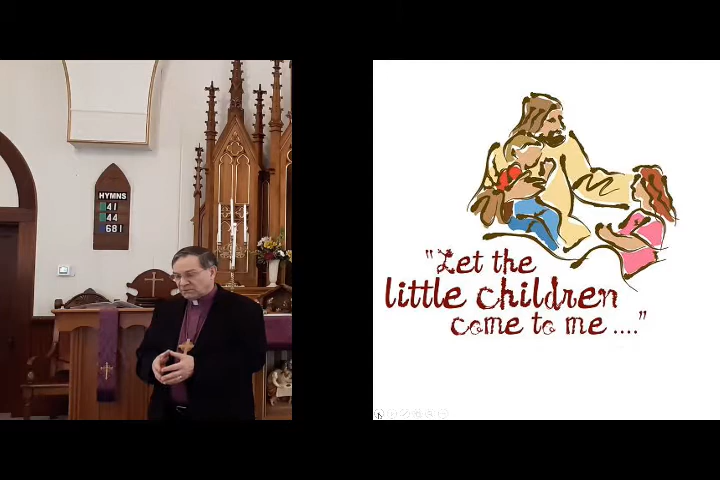 HYMNS
41
44
681
"Let the
little children
come to me ...."